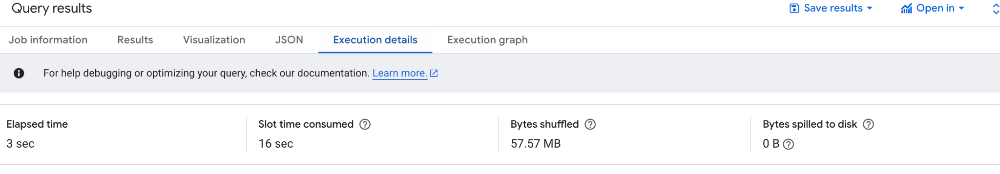 Query results
Save results
Open in
Job information
Results
Visualization
JSON
Execution details
Execution graph
For help debugging or optimizing your query, check our documentation. Learn more.
Elapsed time
3 sec
Slot time consumed
16 sec
Bytes shuffled
57.57 MB
Bytes spilled to disk
0 B